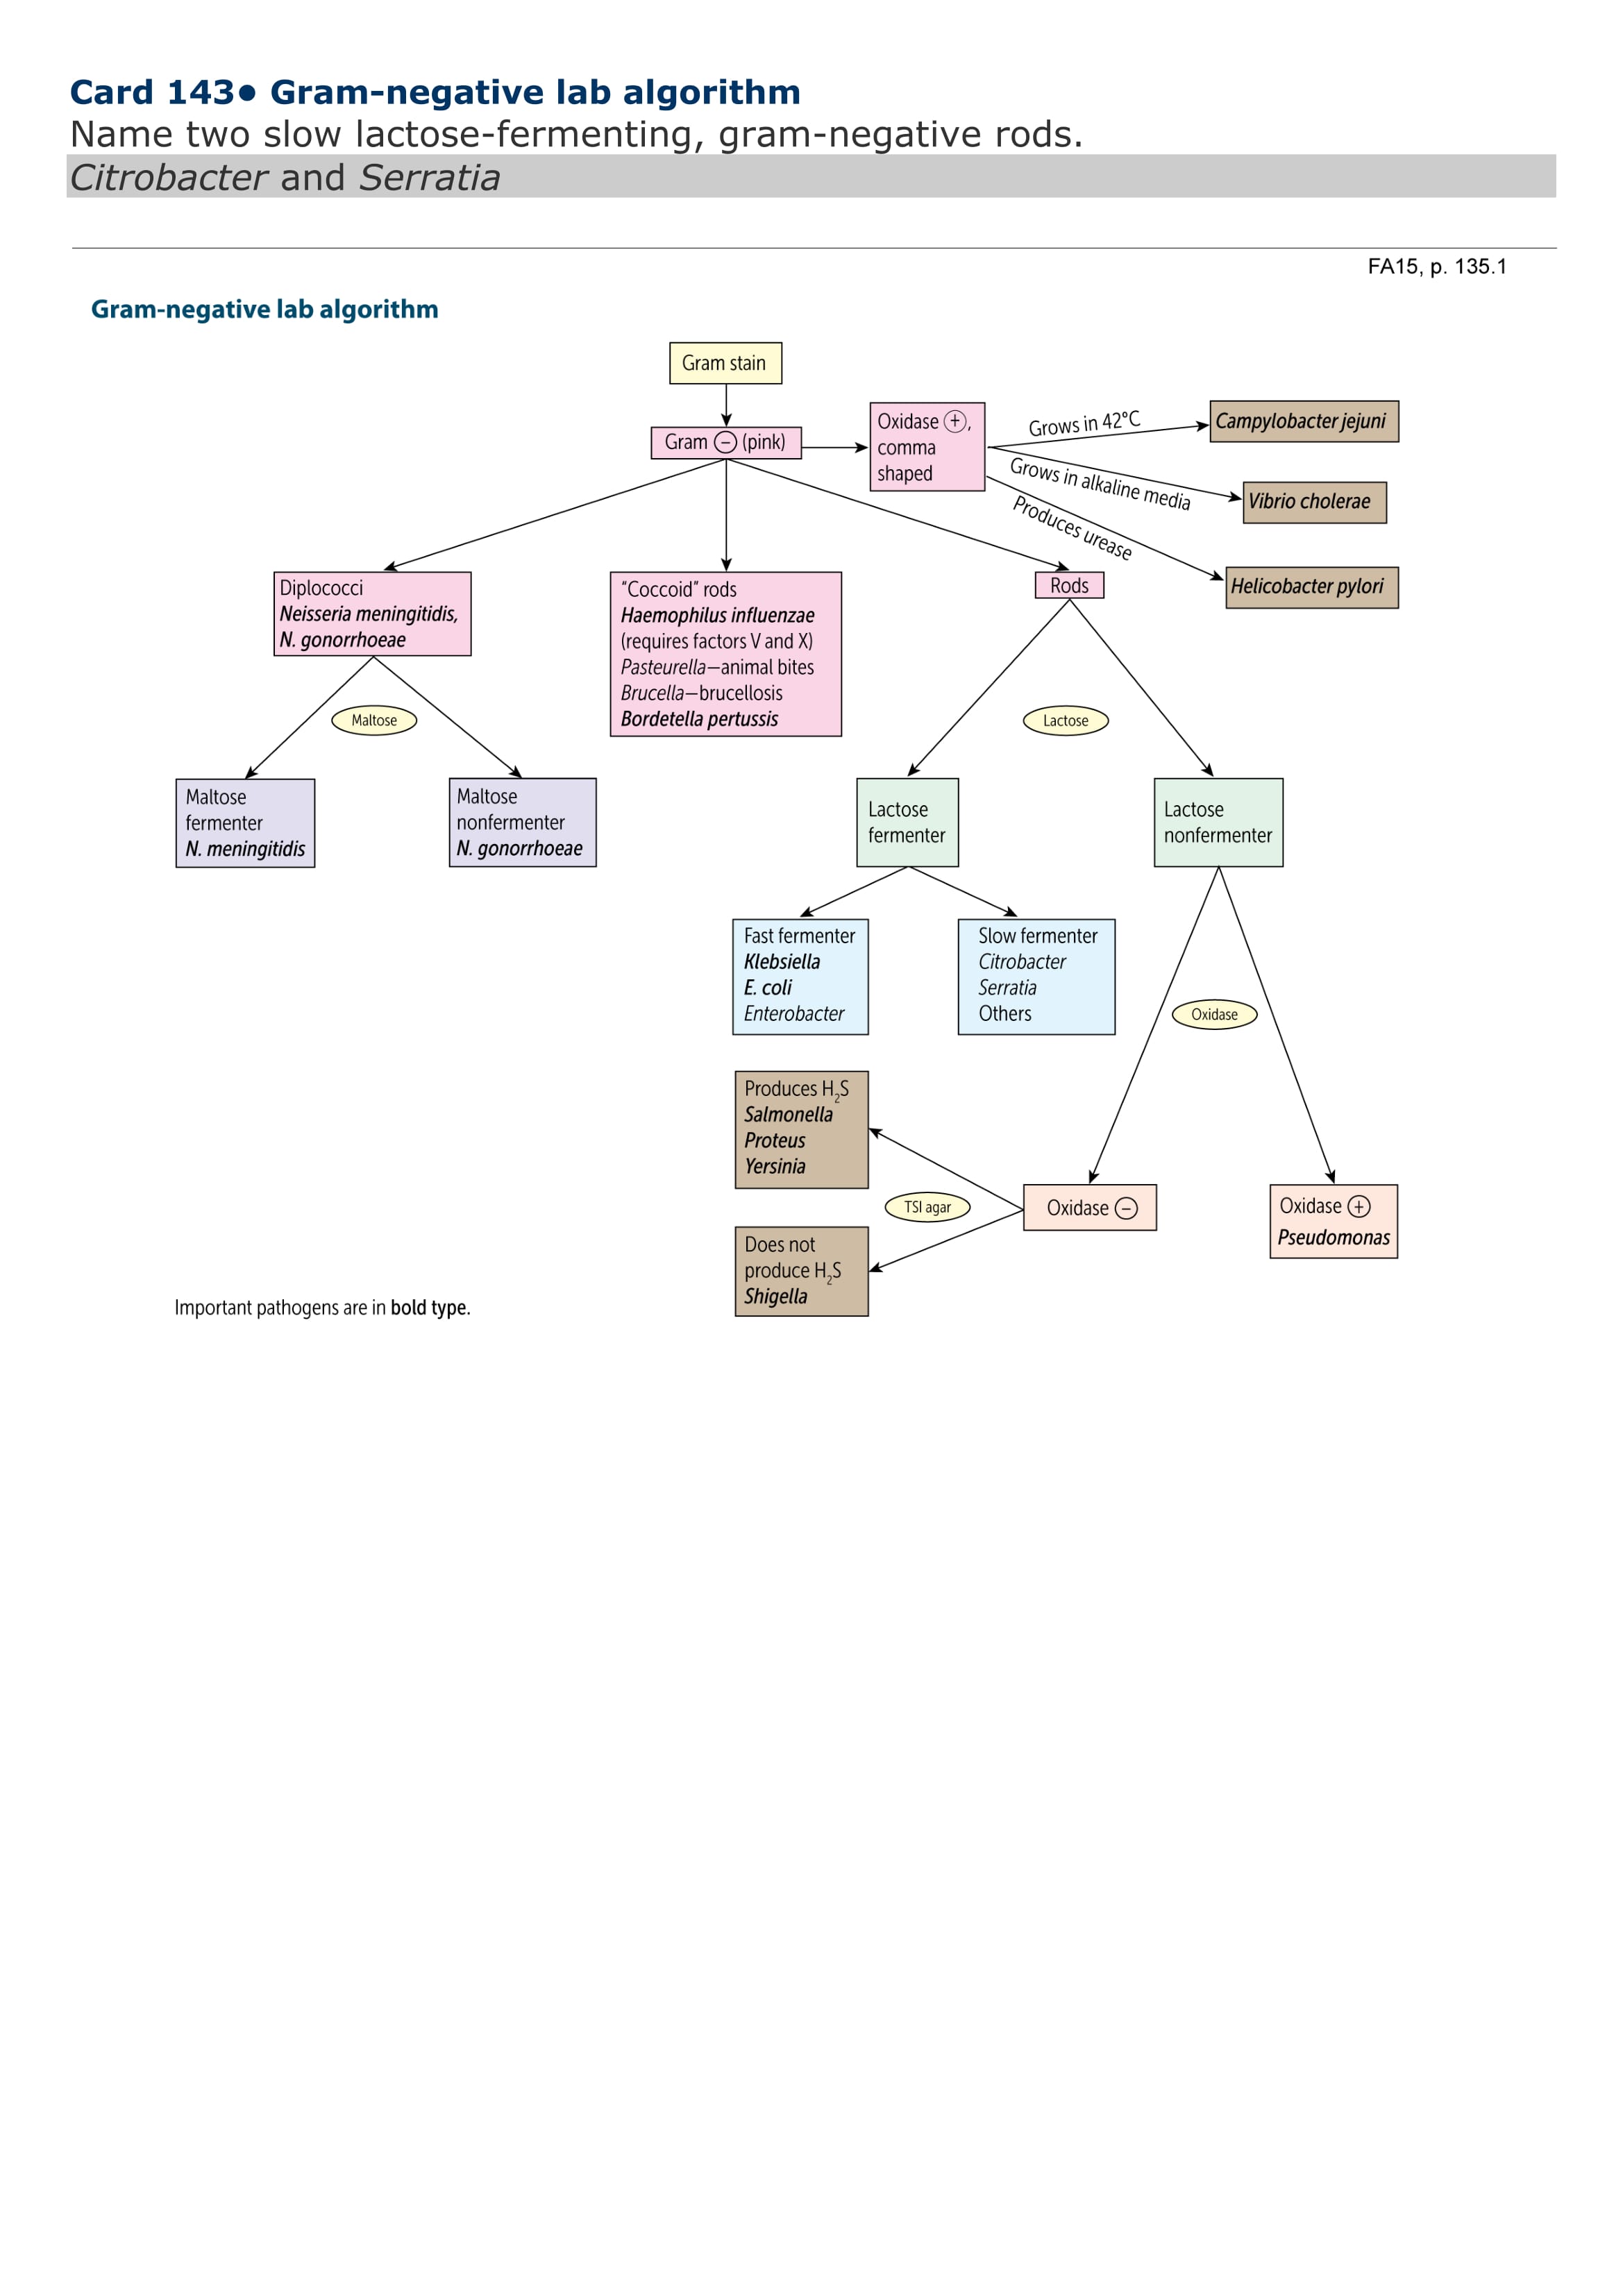 Card 143• Gram-negative lab algorithm
Name two slow lactose-fermenting, gram-negative rods.
Citrobacter and Serratia
FA15, p. 135.1
Gram-negative lab algorithm
Gram stain
Gram ⊖ (pink)
Oxidase ⊕,
comma
shaped
Grows in 42°C
Campylobacter jejuni
Grows in alkaline media
Vibrio cholerae
Produces urease
Helicobacter pylori
Diplococci
Neisseria meningitidis,
N. gonorrhoeae
“Coccoid” rods
Haemophilus influenzae
(requires factors V and X)
Pasteurella—animal bites
Brucella—brucellosis
Bordetella pertussis
Rods
Maltose
Lactose
Maltose
fermenter
N. meningitidis
Maltose
nonfermenter
N. gonorrhoeae
Lactose
fermenter
Lactose
nonfermenter
Fast fermenter
Klebsiella
E. coli
Enterobacter
Slow fermenter
Citrobacter
Serratia
Others
Oxidase
Produces H₂S
Salmonella
Proteus
Yersinia
TSI agar
Oxidase ⊖
Oxidase ⊕
Pseudomonas
Does not
produce H₂S
Shigella
Important pathogens are in bold type.